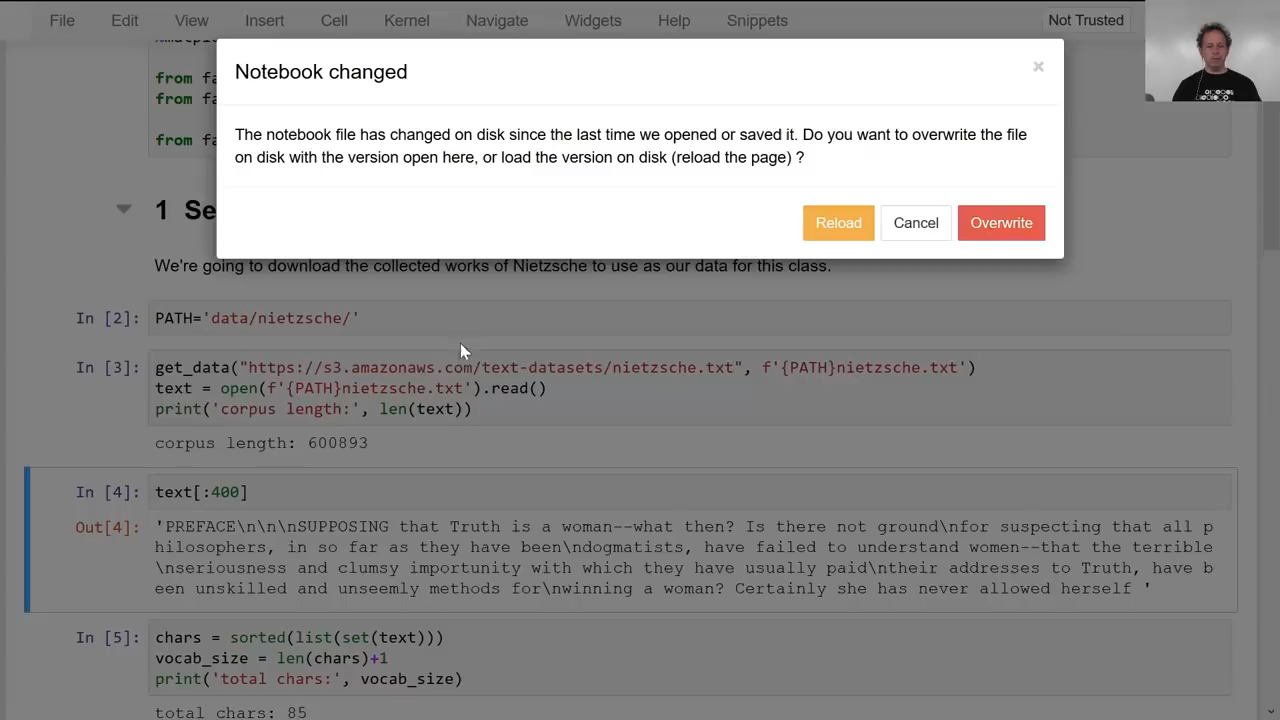 File Edit View Insert Cell Kernel Navigate Widgets Help Snippets Not Trusted
Notebook changed
×
The notebook file has changed on disk since the last time we opened or saved it. Do you want to overwrite the file
on disk with the version open here, or load the version on disk (reload the page) ?
Reload Cancel Overwrite
from fa
from fa
from fa
1 Se
We're going to download the collected works of Nietzsche to use as our data for this class.
In [2]: PATH='data/nietzsche/'
In [3]: get_data("https://s3.amazonaws.com/text-datasets/nietzsche.txt", f'{PATH}nietzsche.txt')
text = open(f'{PATH}nietzsche.txt').read()
print('corpus length:', len(text))
corpus length: 600893
In [4]: text[:400]
Out[4]: 'PREFACE\n\n\nSUPPOSING that Truth is a woman--what then? Is there not ground\nfor suspecting that all p
hilosophers, in so far as they have been\ndogmatists, have failed to understand women--that the terrible
\nseriousness and clumsy importunity with which they have usually paid\ntheir addresses to Truth, have b
een unskilled and unseemly methods for\nwinning a woman? Certainly she has never allowed herself '
In [5]: chars = sorted(list(set(text)))
vocab_size = len(chars)+1
print('total chars:', vocab_size)
total chars: 85